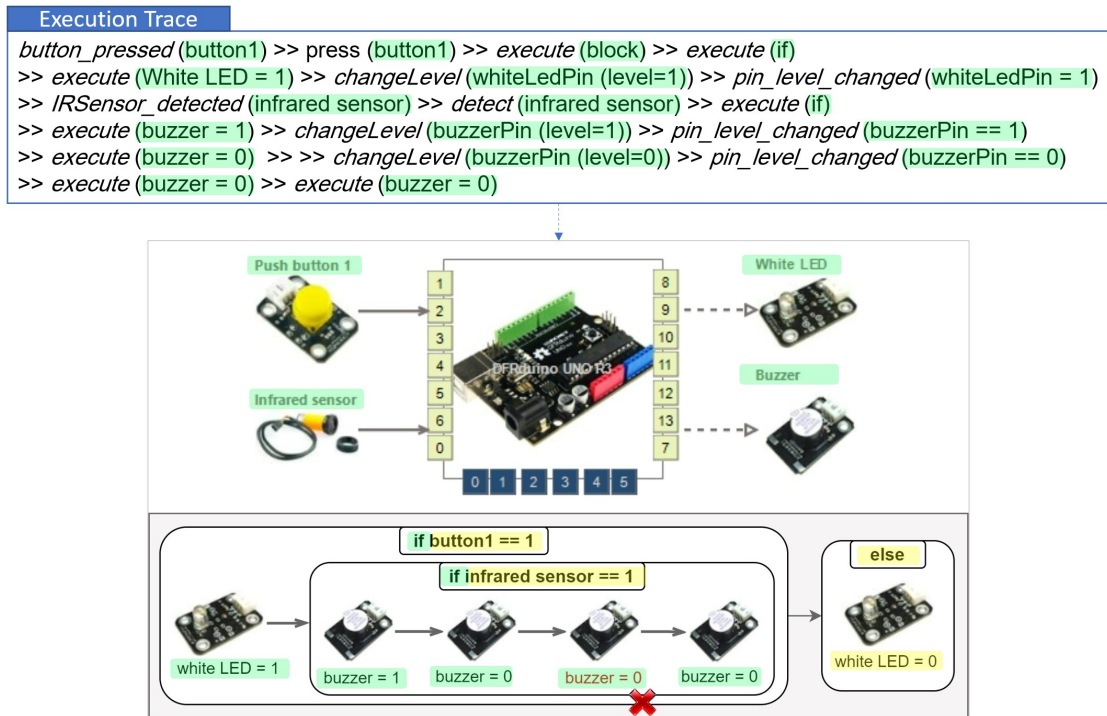 Execution Trace
button_pressed (button1) >> press (button1) >> execute (block) >> execute (if)
>> execute (White LED = 1) >> changeLevel (whiteLedPin (level=1)) >> pin_level_changed (whiteLedPin = 1)
>> IRSensor_detected (infrared sensor) >> detect (infrared sensor) >> execute (if)
>> execute (buzzer = 1) >> changeLevel (buzzerPin (level=1)) >> pin_level_changed (buzzerPin == 1)
>> execute (buzzer = 0) >> >> changeLevel (buzzerPin (level=0)) >> pin_level_changed (buzzerPin == 0)
>> execute (buzzer = 0) >> execute (buzzer = 0)
Push button 1
White LED
1
2
3
4
5
6
0
DFRduino UNO R3
8
9
10
11
12
13
7
Infrared sensor
Buzzer
0 1 2 3 4 5
if button1 == 1
else
if infrared sensor == 1
white LED = 1
buzzer = 1
buzzer = 0
buzzer = 0
buzzer = 0
white LED = 0